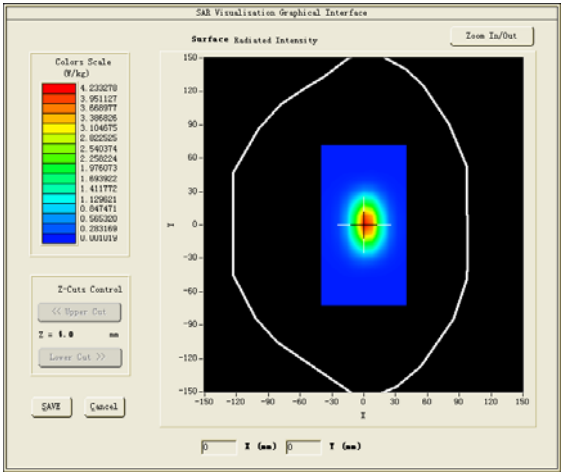 SAR Visualisation Graphical Interface
Surface Radiated Intensity
Zoom In/Out
Colors Scale
(W/kg)
4.233278
3.951127
3.668977
3.386826
3.104675
2.822525
2.540374
2.258224
1.976073
1.693922
1.411772
1.129621
0.847471
0.565320
0.283169
0.001019
150
120
90
60
30
0
-30
-60
-90
-120
-150
Y
-150 -120 -90 -60 -30 0 30 60 90 120 150
X
Z-Cuts Control
<< Upper Cut
Z = mm
Lower Cut >>
SAVE Cancel
0 X (mm) 0 Y (mm)